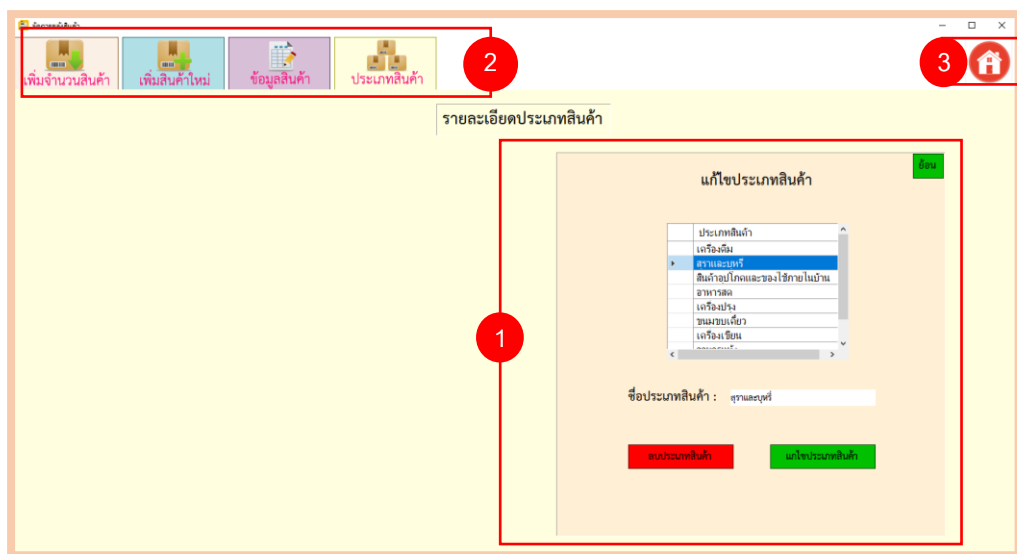 จัดการคลังสินค้า
เพิ่มจำนวนสินค้า
เพิ่มสินค้าใหม่
ข้อมูลสินค้า
ประเภทสินค้า
2
3
รายละเอียดประเภทสินค้า
1
แก้ไขประเภทสินค้า
ย้อน
ประเภทสินค้า
เครื่องดื่ม
สุราและบุหรี่
สินค้าอุปโภคและของใช้ภายในบ้าน
อาหารสด
เครื่องปรุง
ขนมขบเคี้ยว
เครื่องเขียน
ชื่อประเภทสินค้า : สุราและบุหรี่
ลบประเภทสินค้า
แก้ไขประเภทสินค้า